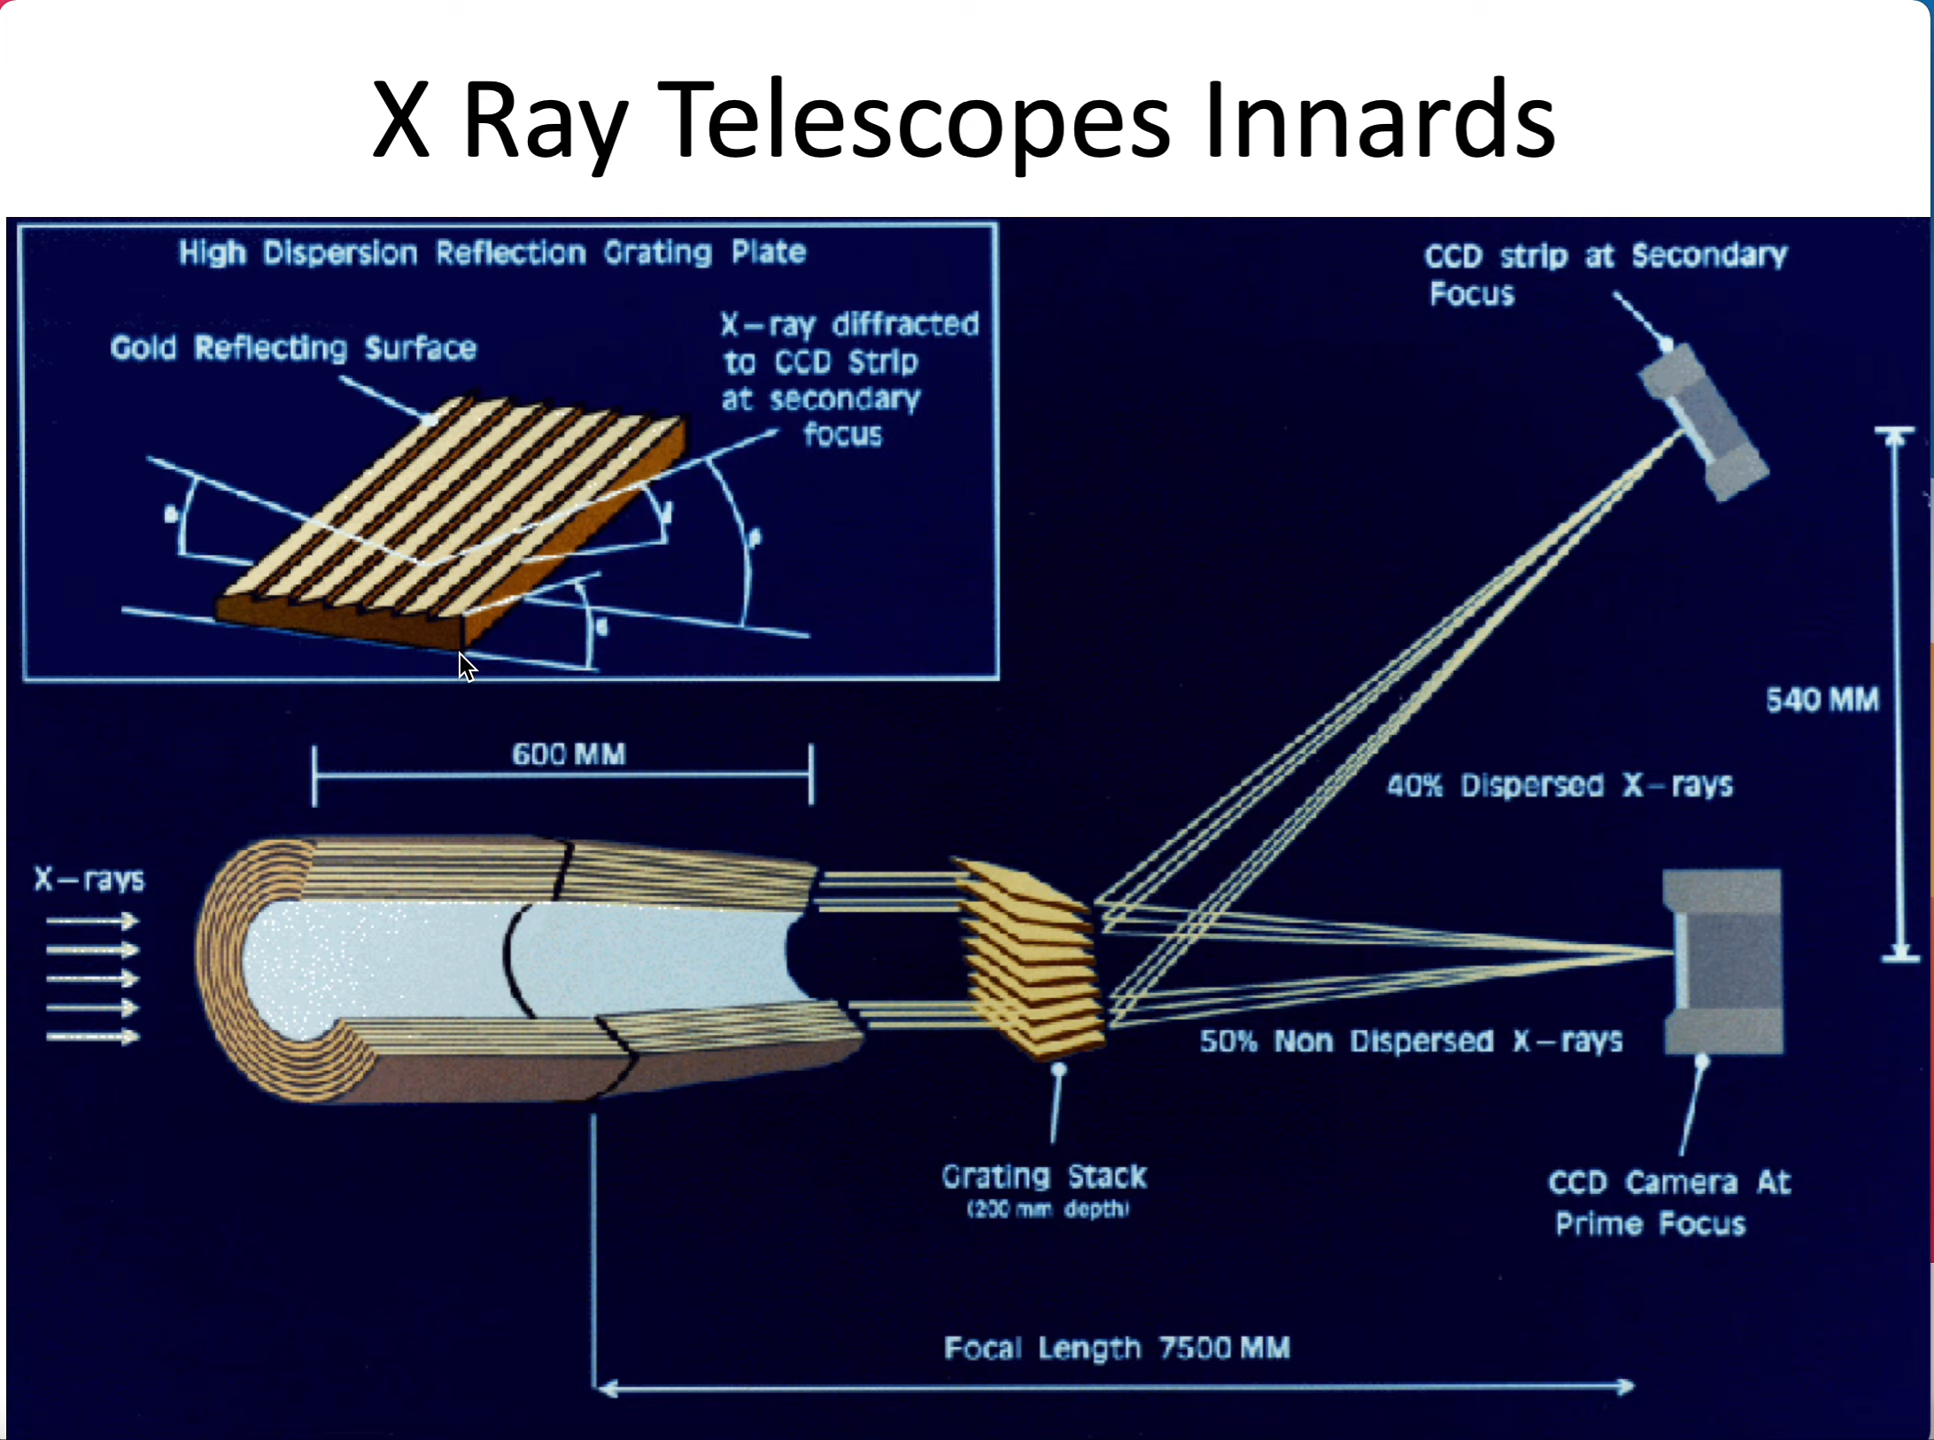 X Ray Telescopes Innards
High Dispersion Reflection Grating Plate
Gold Reflecting Surface
X-ray diffracted
to CCD Strip
at secondary
focus
CCD strip at Secondary
Focus
540 MM
600 MM
40% Dispersed X-rays
X-rays
50% Non Dispersed X-rays
Grating Stack
(200 mm depth)
CCD Camera At
Prime Focus
Focal Length 7500 MM